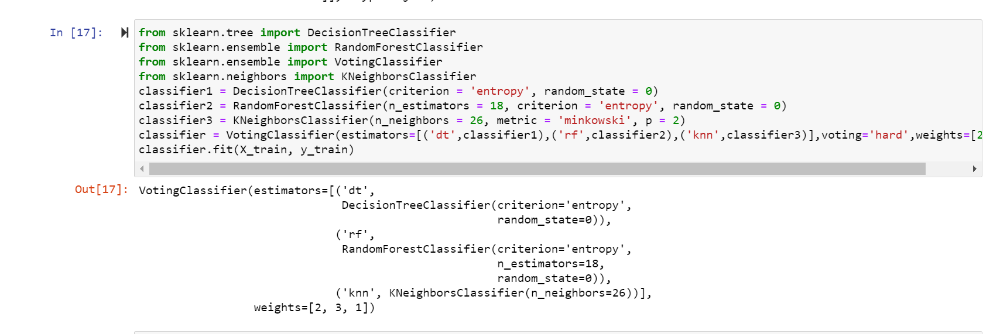 In [17]:
from sklearn.tree import DecisionTreeClassifier
from sklearn.ensemble import RandomForestClassifier
from sklearn.ensemble import VotingClassifier
from sklearn.neighbors import KNeighborsClassifier
classifier1 = DecisionTreeClassifier(criterion = 'entropy', random_state = 0)
classifier2 = RandomForestClassifier(n_estimators = 18, criterion = 'entropy', random_state = 0)
classifier3 = KNeighborsClassifier(n_neighbors = 26, metric = 'minkowski', p = 2)
classifier = VotingClassifier(estimators=[('dt',classifier1),('rf',classifier2),('knn',classifier3)],voting='hard',weights=[2
classifier.fit(X_train, y_train)
Out[17]:
VotingClassifier(estimators=[('dt',
DecisionTreeClassifier(criterion='entropy',
random_state=0)),
('rf',
RandomForestClassifier(criterion='entropy',
n_estimators=18,
random_state=0)),
('knn', KNeighborsClassifier(n_neighbors=26))],
weights=[2, 3, 1])